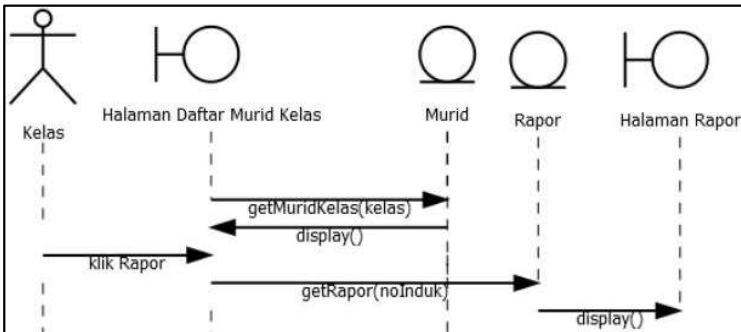 Kelas
Halaman Daftar Murid Kelas
Murid
Rapor
Halaman Rapor
getMuridKelas(kelas)
display()
klik Rapor
getRapor(noInduk)
display()